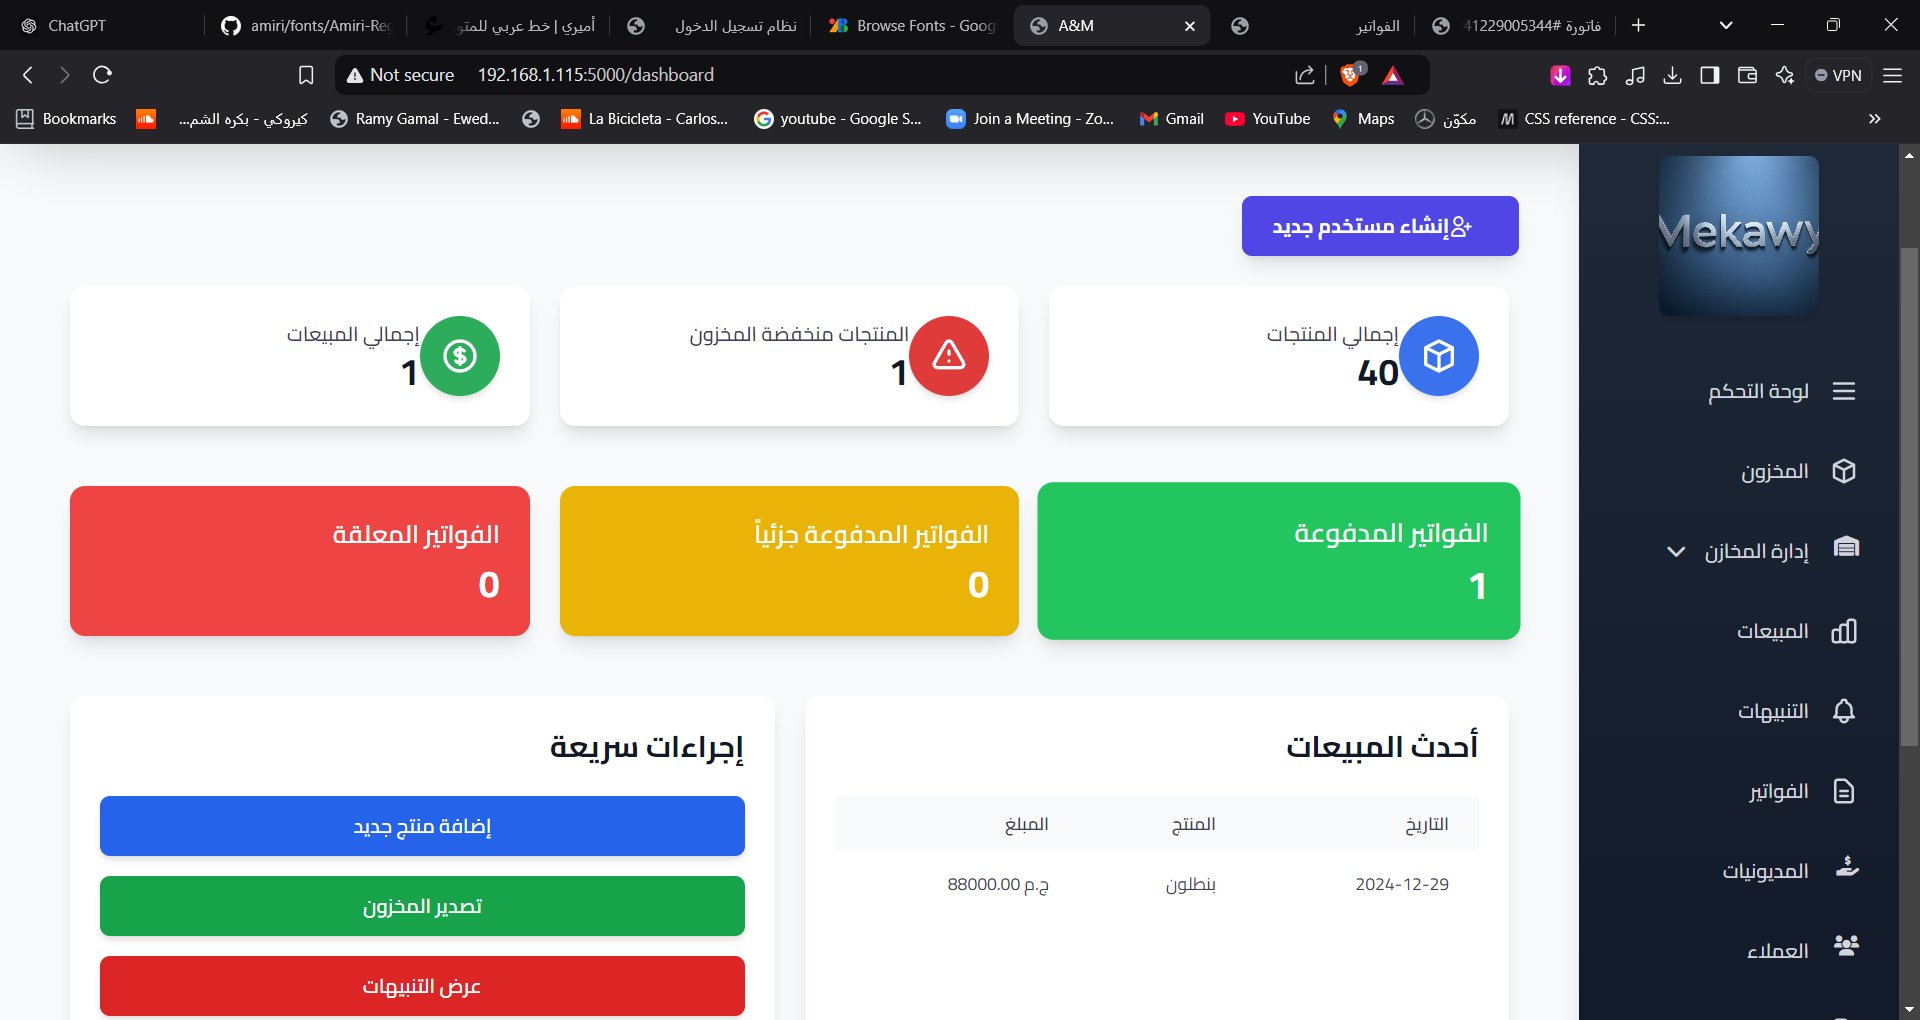 ChatGPT
amiri/fonts/Amiri-Reg
أميري | خط عربي للمتو
نظام تسجيل الدخول
Browse Fonts - Goog
A&M
الفواتير
فاتورة #41229005344
Not secure
192.168.1.115:5000/dashboard
1
VPN
Bookmarks
كيروكي - بكره الشم...
Ramy Gamal - Ewed...
La Bicicleta - Carlos...
youtube - Google S...
Join a Meeting - Zo...
Gmail
YouTube
Maps
مكوّن
CSS reference - CSS:...
Mekawy
لوحة التحكم
المخزون
إدارة المخازن
المبيعات
التنبيهات
الفواتير
المديونيات
العملاء
إنشاء مستخدم جديد
إجمالي المنتجات
40
المنتجات منخفضة المخزون
1
إجمالي المبيعات
1
الفواتير المدفوعة
1
الفواتير المدفوعة جزئياً
0
الفواتير المعلقة
0
أحدث المبيعات
التاريخ المنتج المبلغ
2024-12-29 بنطلون ج.م 88000.00
إجراءات سريعة
إضافة منتج جديد
تصدير المخزون
عرض التنبيهات